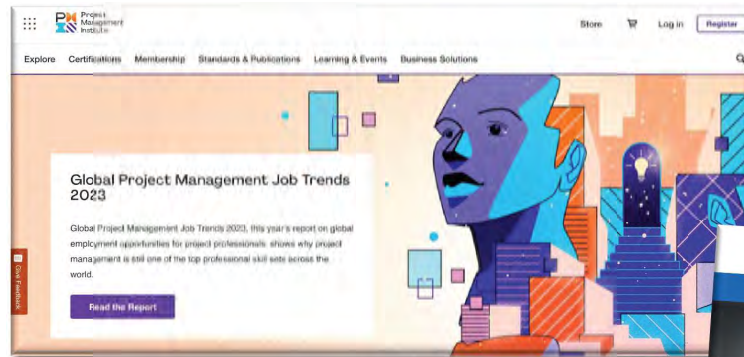 Project
Management
Institute
Store
Log in
Register
Explore
Certifications
Membership
Standards & Publications
Learning & Events
Business Solutions
Global Project Management Job Trends
2023
Global Project Management Job Trends 2023, this year's report on global
employment opportunities for project professionals, shows why project
management is still one of the top professional skill sets across the
world.
Give Feedback
Read the Report